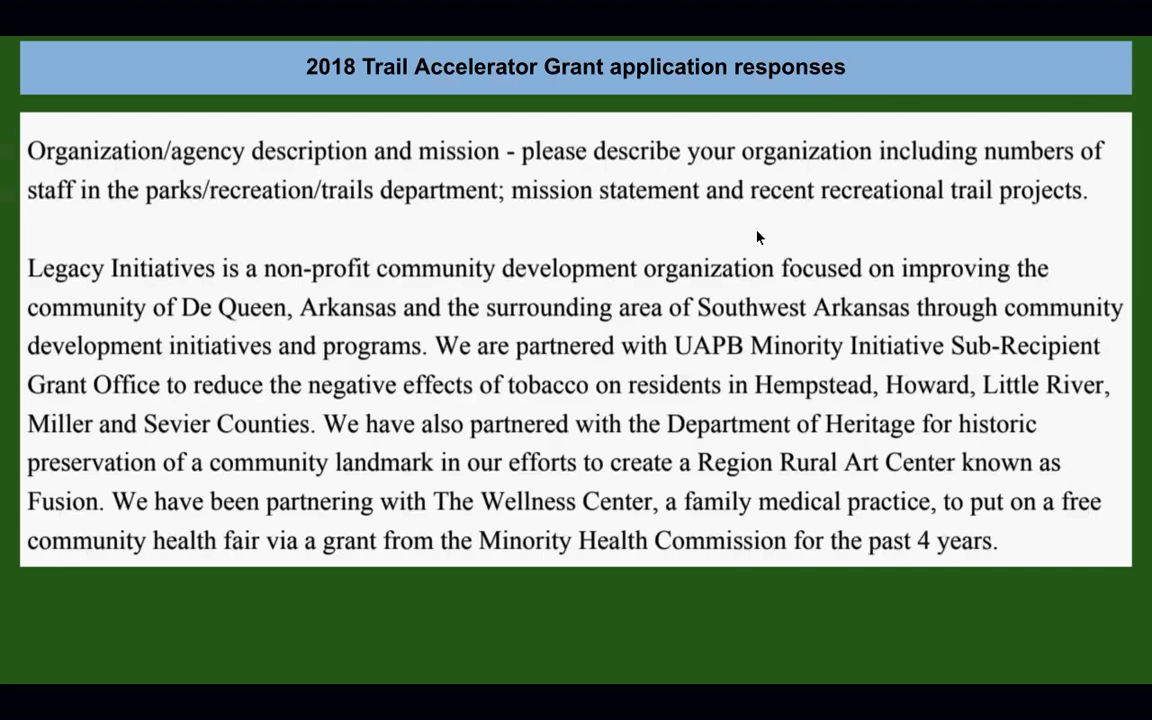 2018 Trail Accelerator Grant application responses
Organization/agency description and mission - please describe your organization including numbers of
staff in the parks/recreation/trails department; mission statement and recent recreational trail projects.
Legacy Initiatives is a non-profit community development organization focused on improving the
community of De Queen, Arkansas and the surrounding area of Southwest Arkansas through community
development initiatives and programs. We are partnered with UAPB Minority Initiative Sub-Recipient
Grant Office to reduce the negative effects of tobacco on residents in Hempstead, Howard, Little River,
Miller and Sevier Counties. We have also partnered with the Department of Heritage for historic
preservation of a community landmark in our efforts to create a Region Rural Art Center known as
Fusion. We have been partnering with The Wellness Center, a family medical practice, to put on a free
community health fair via a grant from the Minority Health Commission for the past 4 years.